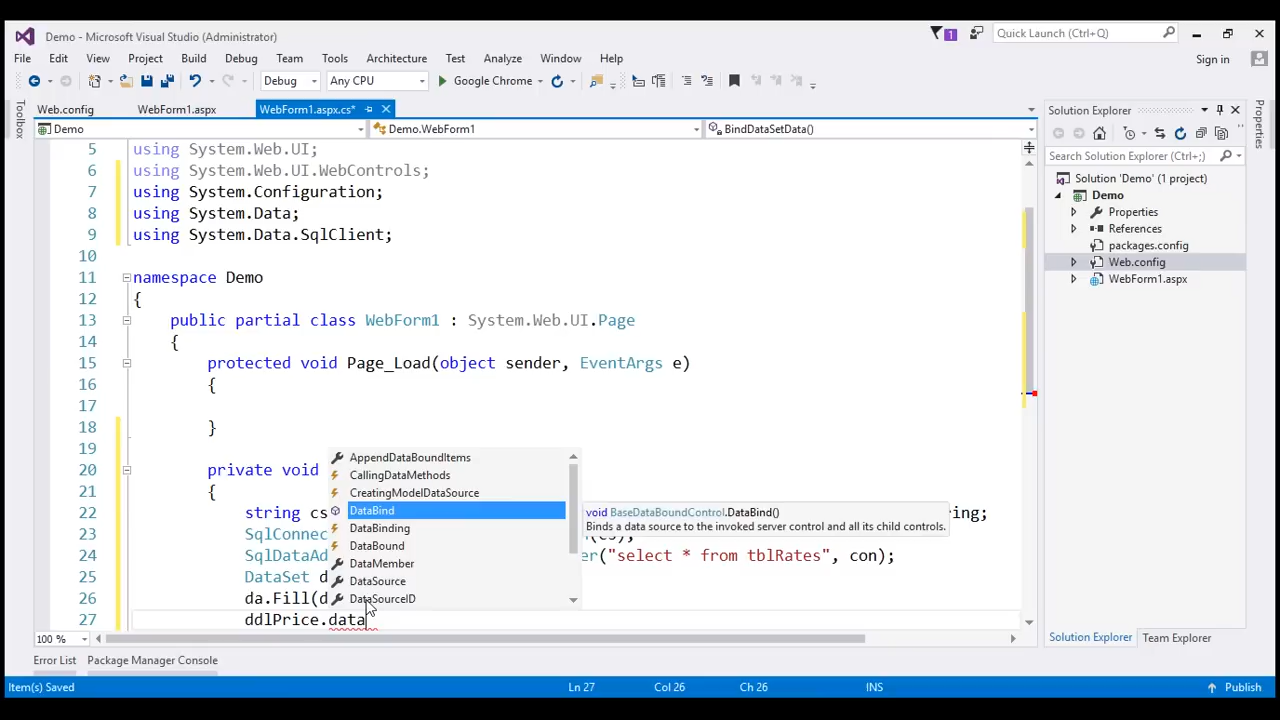 Demo - Microsoft Visual Studio (Administrator)
1
Quick Launch (Ctrl+Q)
File Edit View Project Build Debug Team Tools Architecture Test Analyze Window Help
Sign in
Debug Any CPU Google Chrome
Toolbox
Web.config WebForm1.aspx WebForm1.aspx.cs*
Demo Demo.WebForm1 BindDataSetData()
5 using System.Web.UI;
6 using System.Web.UI.WebControls;
7 using System.Configuration;
8 using System.Data;
9 using System.Data.SqlClient;
10
11 namespace Demo
12 {
13 public partial class WebForm1 : System.Web.UI.Page
14 {
15 protected void Page_Load(object sender, EventArgs e)
16 {
17
18 }
19
20 private void
21 {
22 string cs ing;
23 SqlConnec (cs);
24 SqlDataAd er("select * from tblRates", con);
25 DataSet d
26 da.Fill(d
27 ddlPrice.data
AppendDataBoundItems
CallingDataMethods
CreatingModelDataSource
DataBind
DataBinding
DataBound
DataMember
DataSource
DataSourceID
void BaseDataBoundControl.DataBind()
Binds a data source to the invoked server control and all its child controls.
100 %
Solution Explorer
Search Solution Explorer (Ctrl+;)
Solution 'Demo' (1 project)
Demo
Properties
References
packages.config
Web.config
WebForm1.aspx
Solution Explorer Team Explorer
Properties
Error List Package Manager Console
Item(s) Saved Ln 27 Col 26 Ch 26 INS Publish